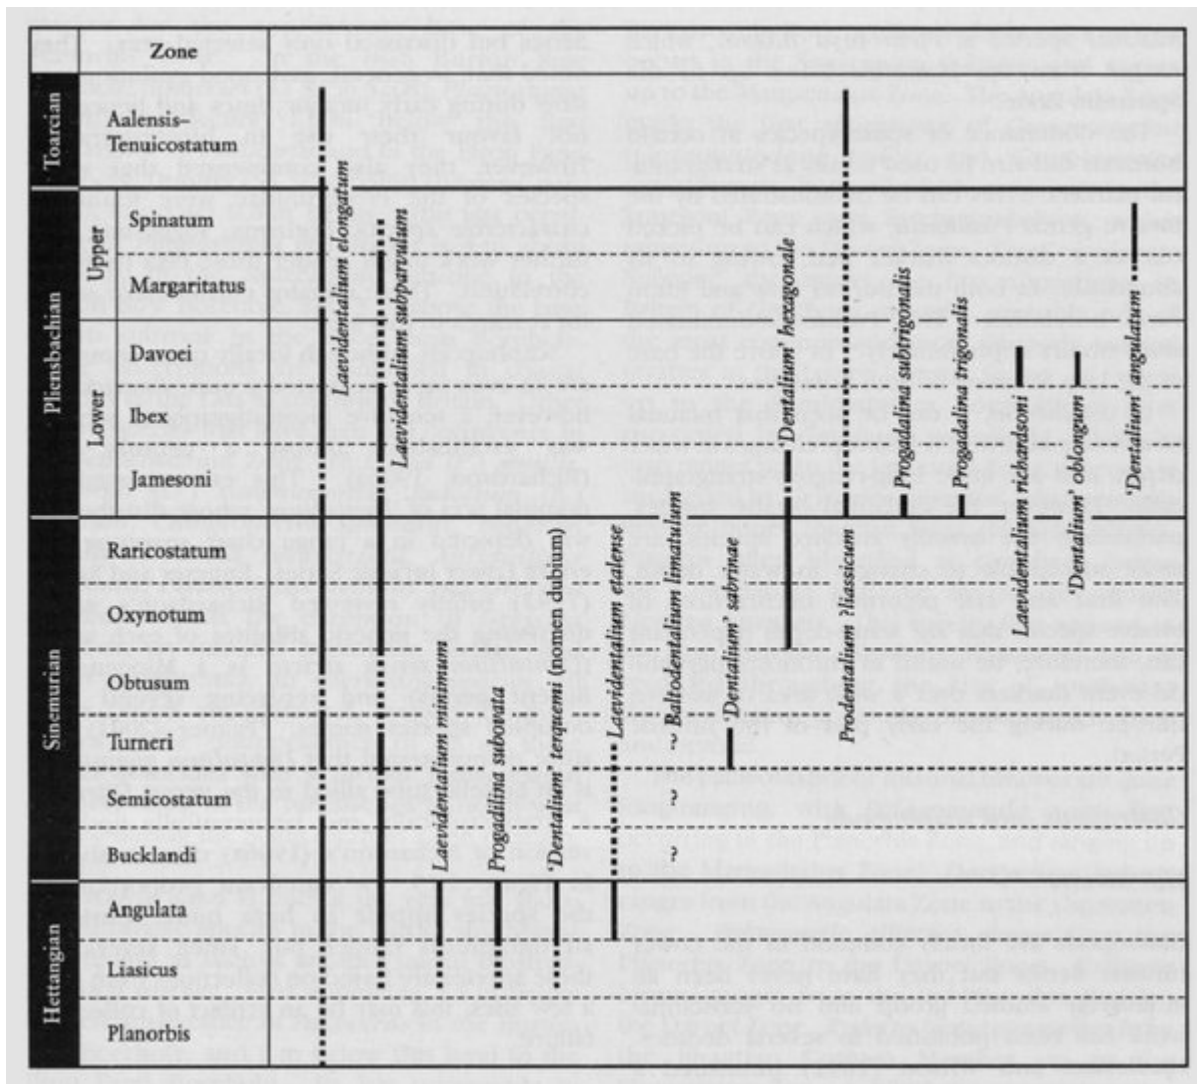 Zone
Toarcian
Aalensis–
Tenuicostatum
Pliensbachian
Upper
Spinatum
Margaritatus
Lower
Davoei
Ibex
Jamesoni
Sinemurian
Raricostatum
Oxynotum
Obtusum
Turneri
Semicostatum
Bucklandi
Hettangian
Angulata
Liasicus
Planorbis
Laevidentalium elongatum
Laevidentalium subparvulum
Laevidentalium minimum
Progadilina subovata
'Dentalium' terquemi (nomen dubium)
Laevidentalium etalense
? ? ? Baltodentalium limatulum
'Dentalium' sabrinae
'Dentalium' hexagonale
Prodentalium ?liassicum
Progadalima subtrigonalis
Progadalima trigonalis
Laevidentalium richardsoni
'Dentalium' oblongum
'Dentalium' angulatum